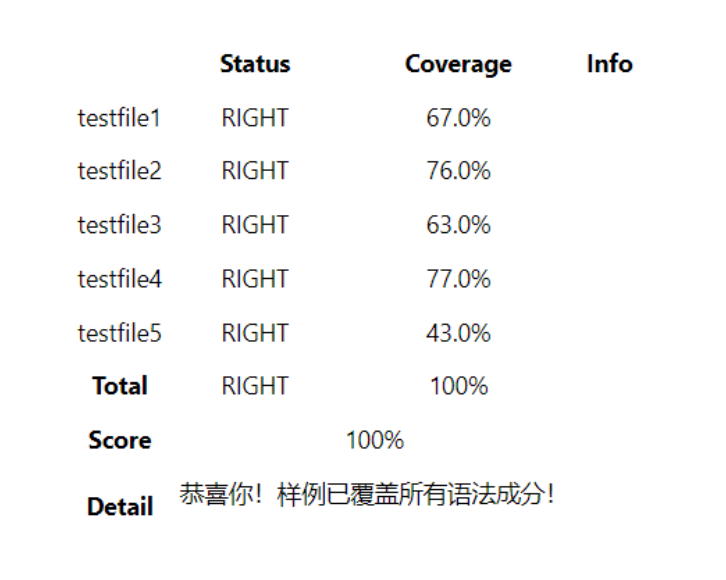 Status Coverage Info
testfile1 RIGHT 67.0%
testfile2 RIGHT 76.0%
testfile3 RIGHT 63.0%
testfile4 RIGHT 77.0%
testfile5 RIGHT 43.0%
Total RIGHT 100%
Score 100%
Detail 恭喜你！样例已覆盖所有语法成分！